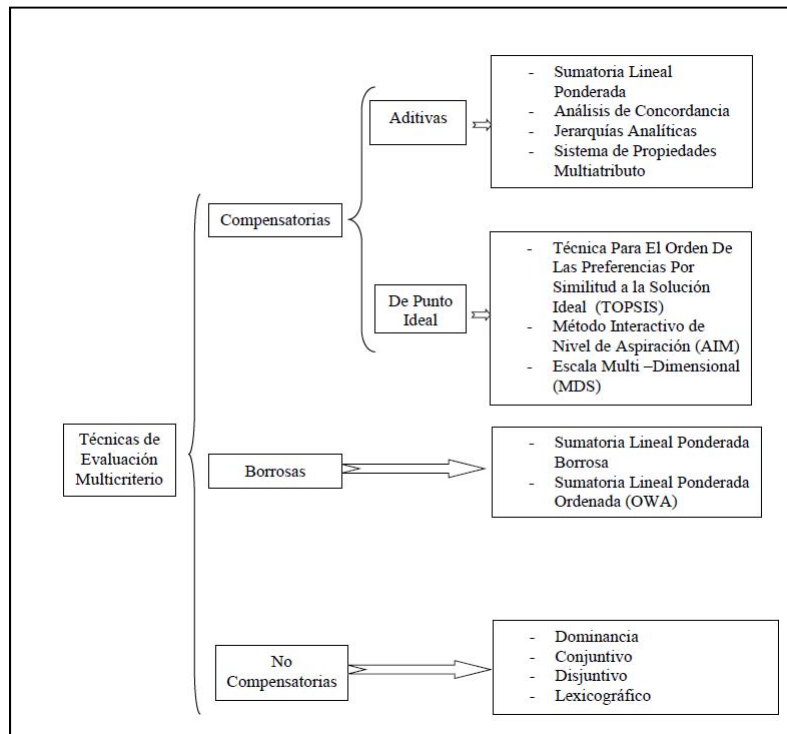 Técnicas de
Evaluación
Multicriterio
Compensatorias
Aditivas
- Sumatoria Lineal
Ponderada
- Análisis de Concordancia
- Jerarquías Analíticas
- Sistema de Propiedades
Multiatributo
De Punto
Ideal
- Técnica Para El Orden De
Las Preferencias Por
Similitud a la Solución
Ideal (TOPSIS)
- Método Interactivo de
Nivel de Aspiración (AIM)
- Escala Multi –Dimensional
(MDS)
Borrosas
- Sumatoria Lineal Ponderada
Borrosa
- Sumatoria Lineal Ponderada
Ordenada (OWA)
No
Compensatorias
- Dominancia
- Conjuntivo
- Disjuntivo
- Lexicográfico